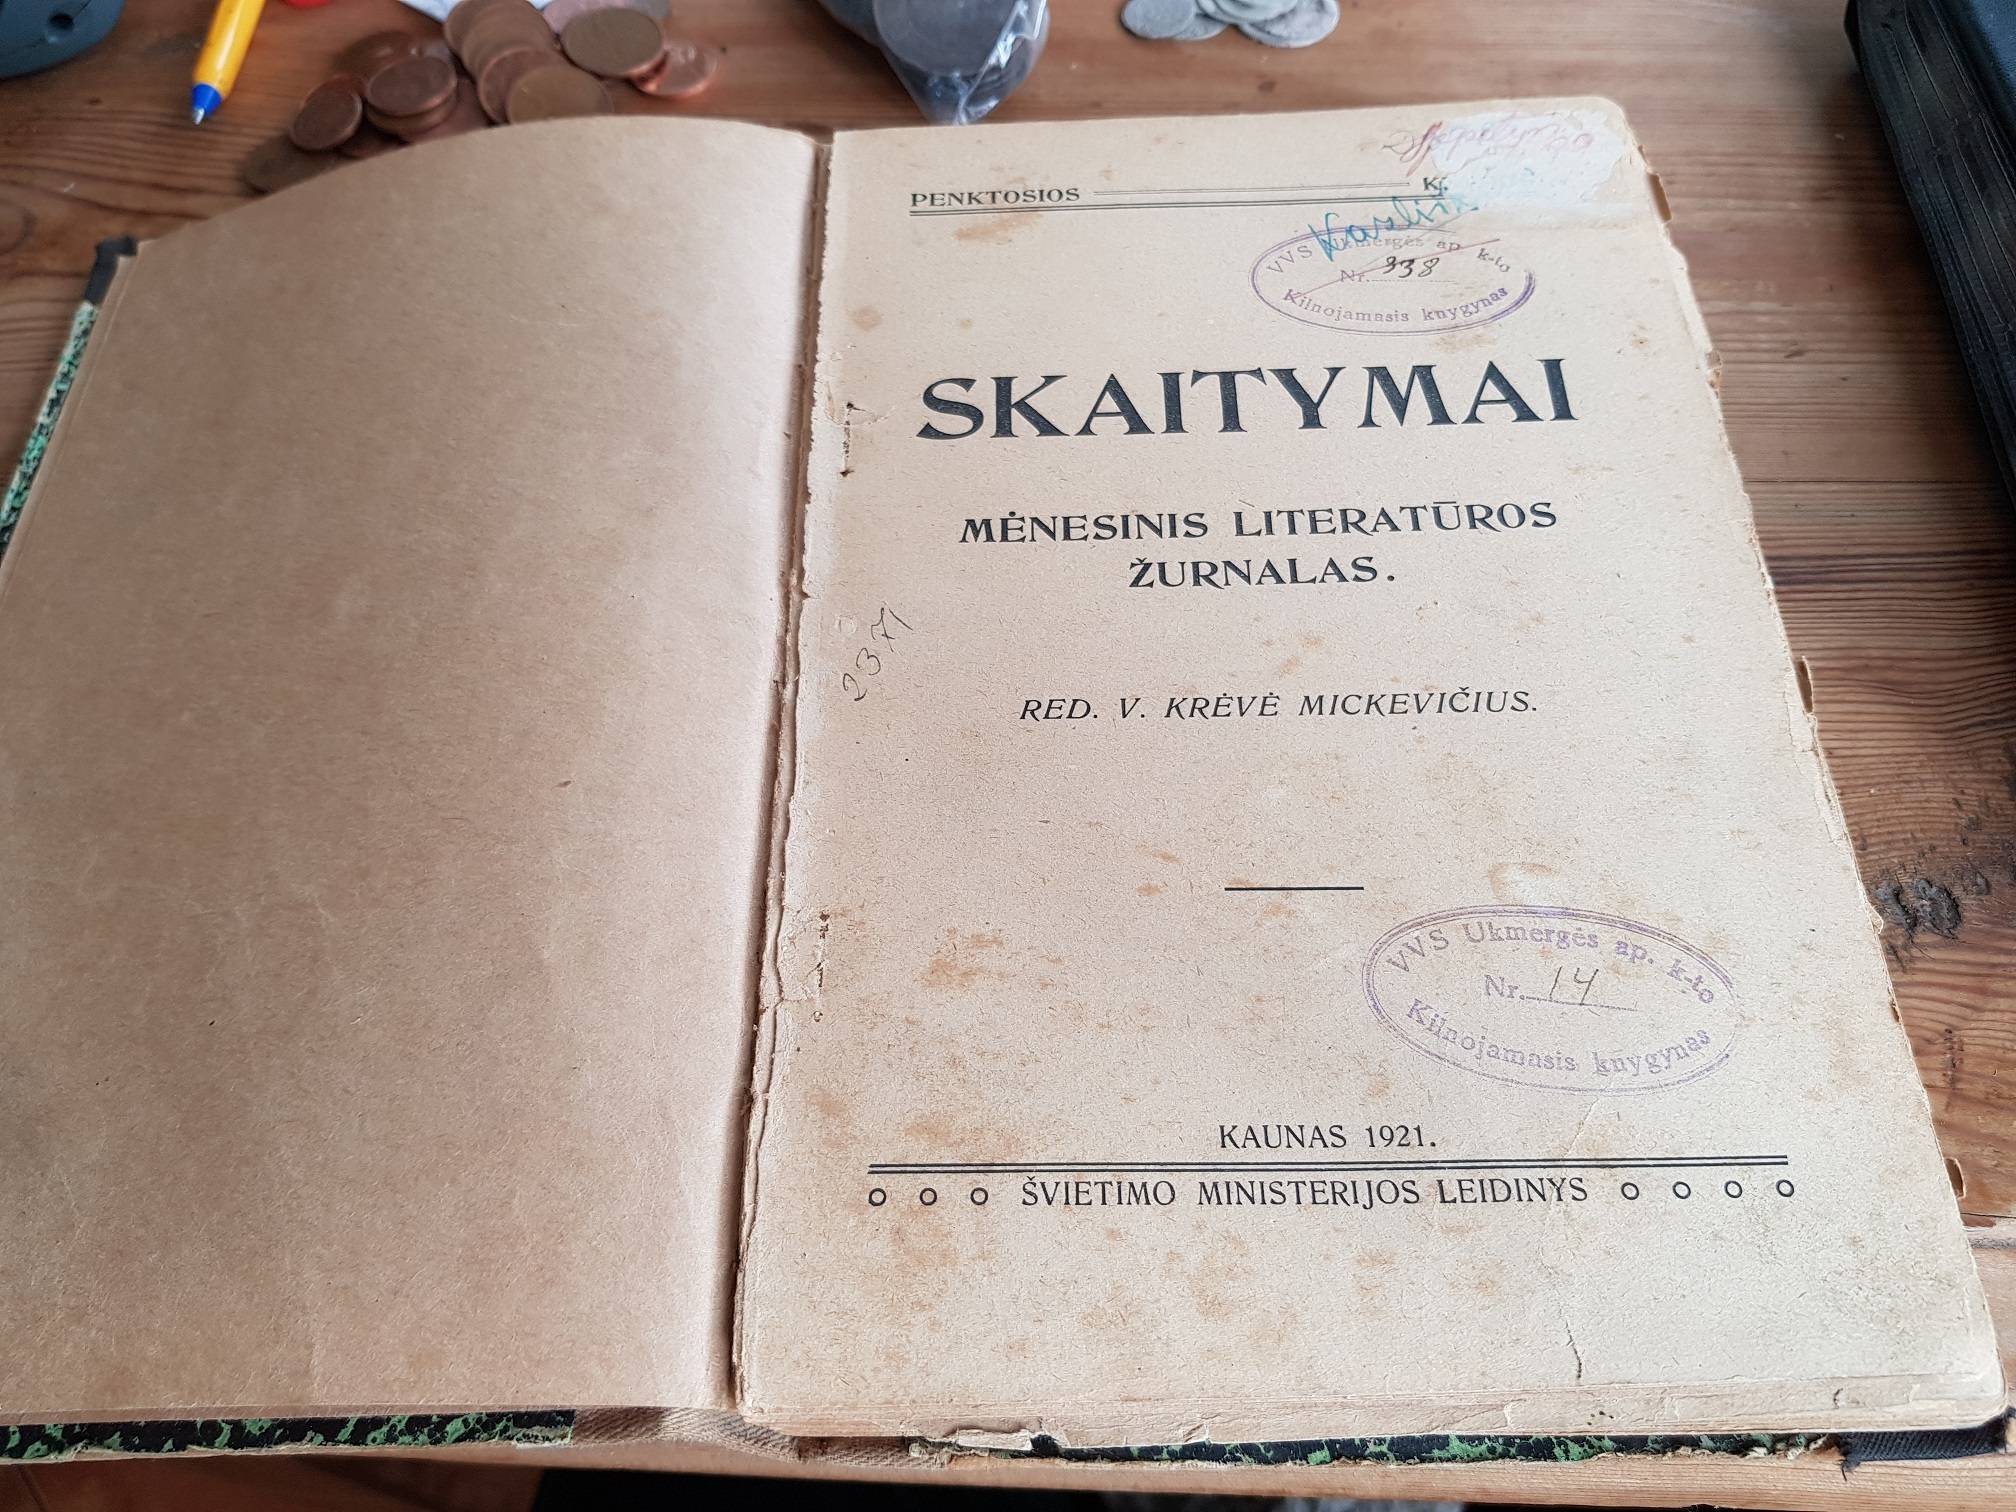 PENKTOSIOS
VVS Ukmergės ap. k-to
Nr. 338
Kilnojamasis knygynas
SKAITYMAI
MĖNESINIS LITERATŪROS
ŽURNALAS.
2371
RED. V. KRĖVĖ MICKEVIČIUS.
VVS Ukmergės ap. k-to
Nr. 14
Kilnojamasis knygynas
KAUNAS 1921.
ŠVIETIMO MINISTERIJOS LEIDINYS